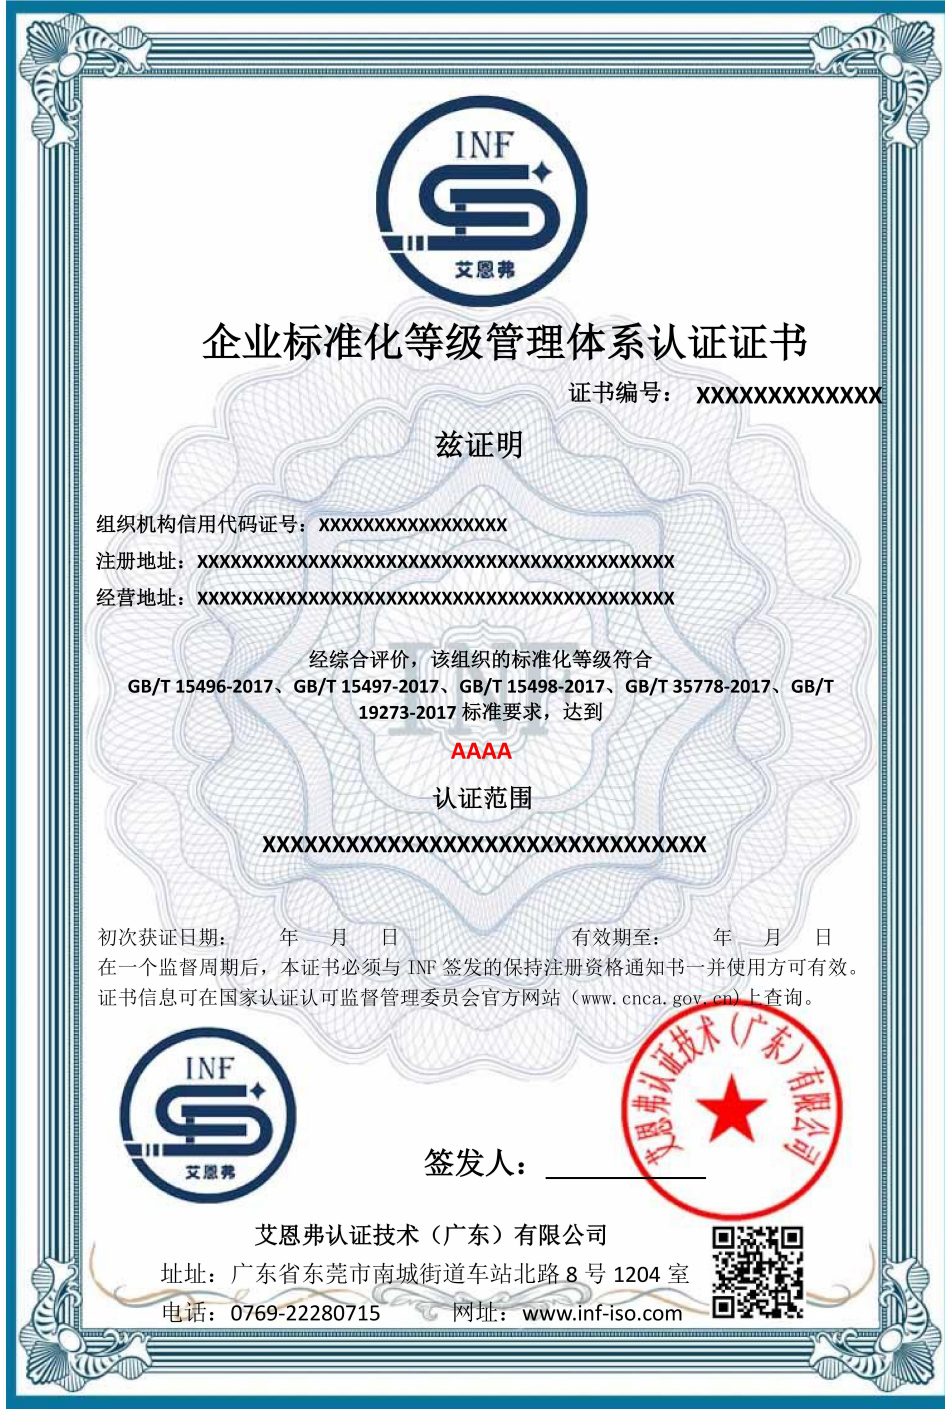 INF
艾恩弗
企业标准化等级管理体系认证证书
证书编号： XXXXXXXXXXXXX
兹证明
组织机构信用代码证号：XXXXXXXXXXXXXXXXX
注册地址：XXXXXXXXXXXXXXXXXXXXXXXXXXXXXXXXXXXXXXXXXXX
经营地址：XXXXXXXXXXXXXXXXXXXXXXXXXXXXXXXXXXXXXXXXXXX
经综合评价，该组织的标准化等级符合
GB/T 15496-2017、GB/T 15497-2017、GB/T 15498-2017、GB/T 35778-2017、GB/T
19273-2017 标准要求，达到
AAAA
认证范围
XXXXXXXXXXXXXXXXXXXXXXXXXXXXXXXX
初次获证日期： 年 月 日 有效期至： 年 月 日
在一个监督周期后，本证书必须与 INF 签发的保持注册资格通知书一并使用方可有效。
证书信息可在国家认证认可监督管理委员会官方网站（www.cnca.gov.cn)上查询。
INF
艾恩弗
艾恩弗认证技术（广东）有限公司
签发人：
艾恩弗认证技术（广东）有限公司
址址：广东省东莞市南城街道车站北路 8 号 1204 室
电话：0769-22280715 网址：www.inf-iso.com
INF